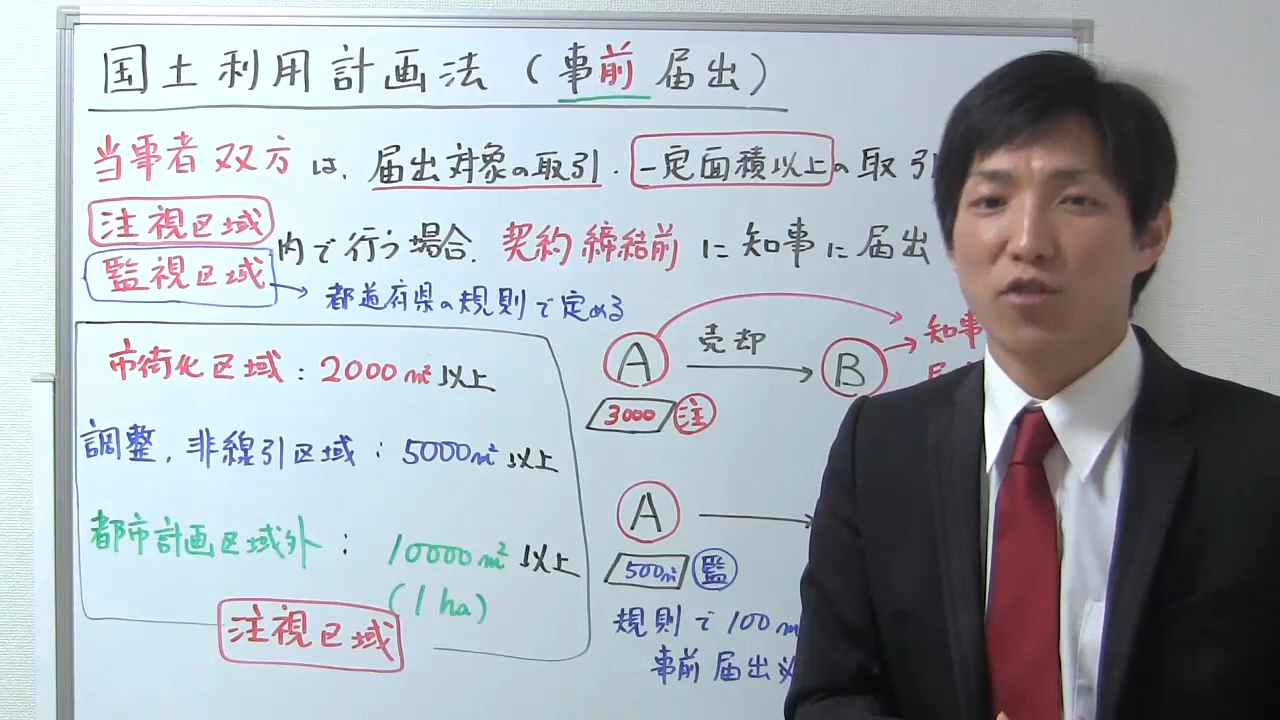 国土利用計画法(事前届出)
当事者双方は、届出対象の取引・一定面積以上の取引
注視区域
監視区域
内で行う場合、契約締結前に知事に届出
→都道府県の規則で定める
市街化区域:2000㎡以上
調整,非線引区域:5000㎡以上
都市計画区域外:10000㎡以上
(1ha)
注視区域
A 売却 B 知事
3000 注
A
500㎡ 監
規則で100
事前届出